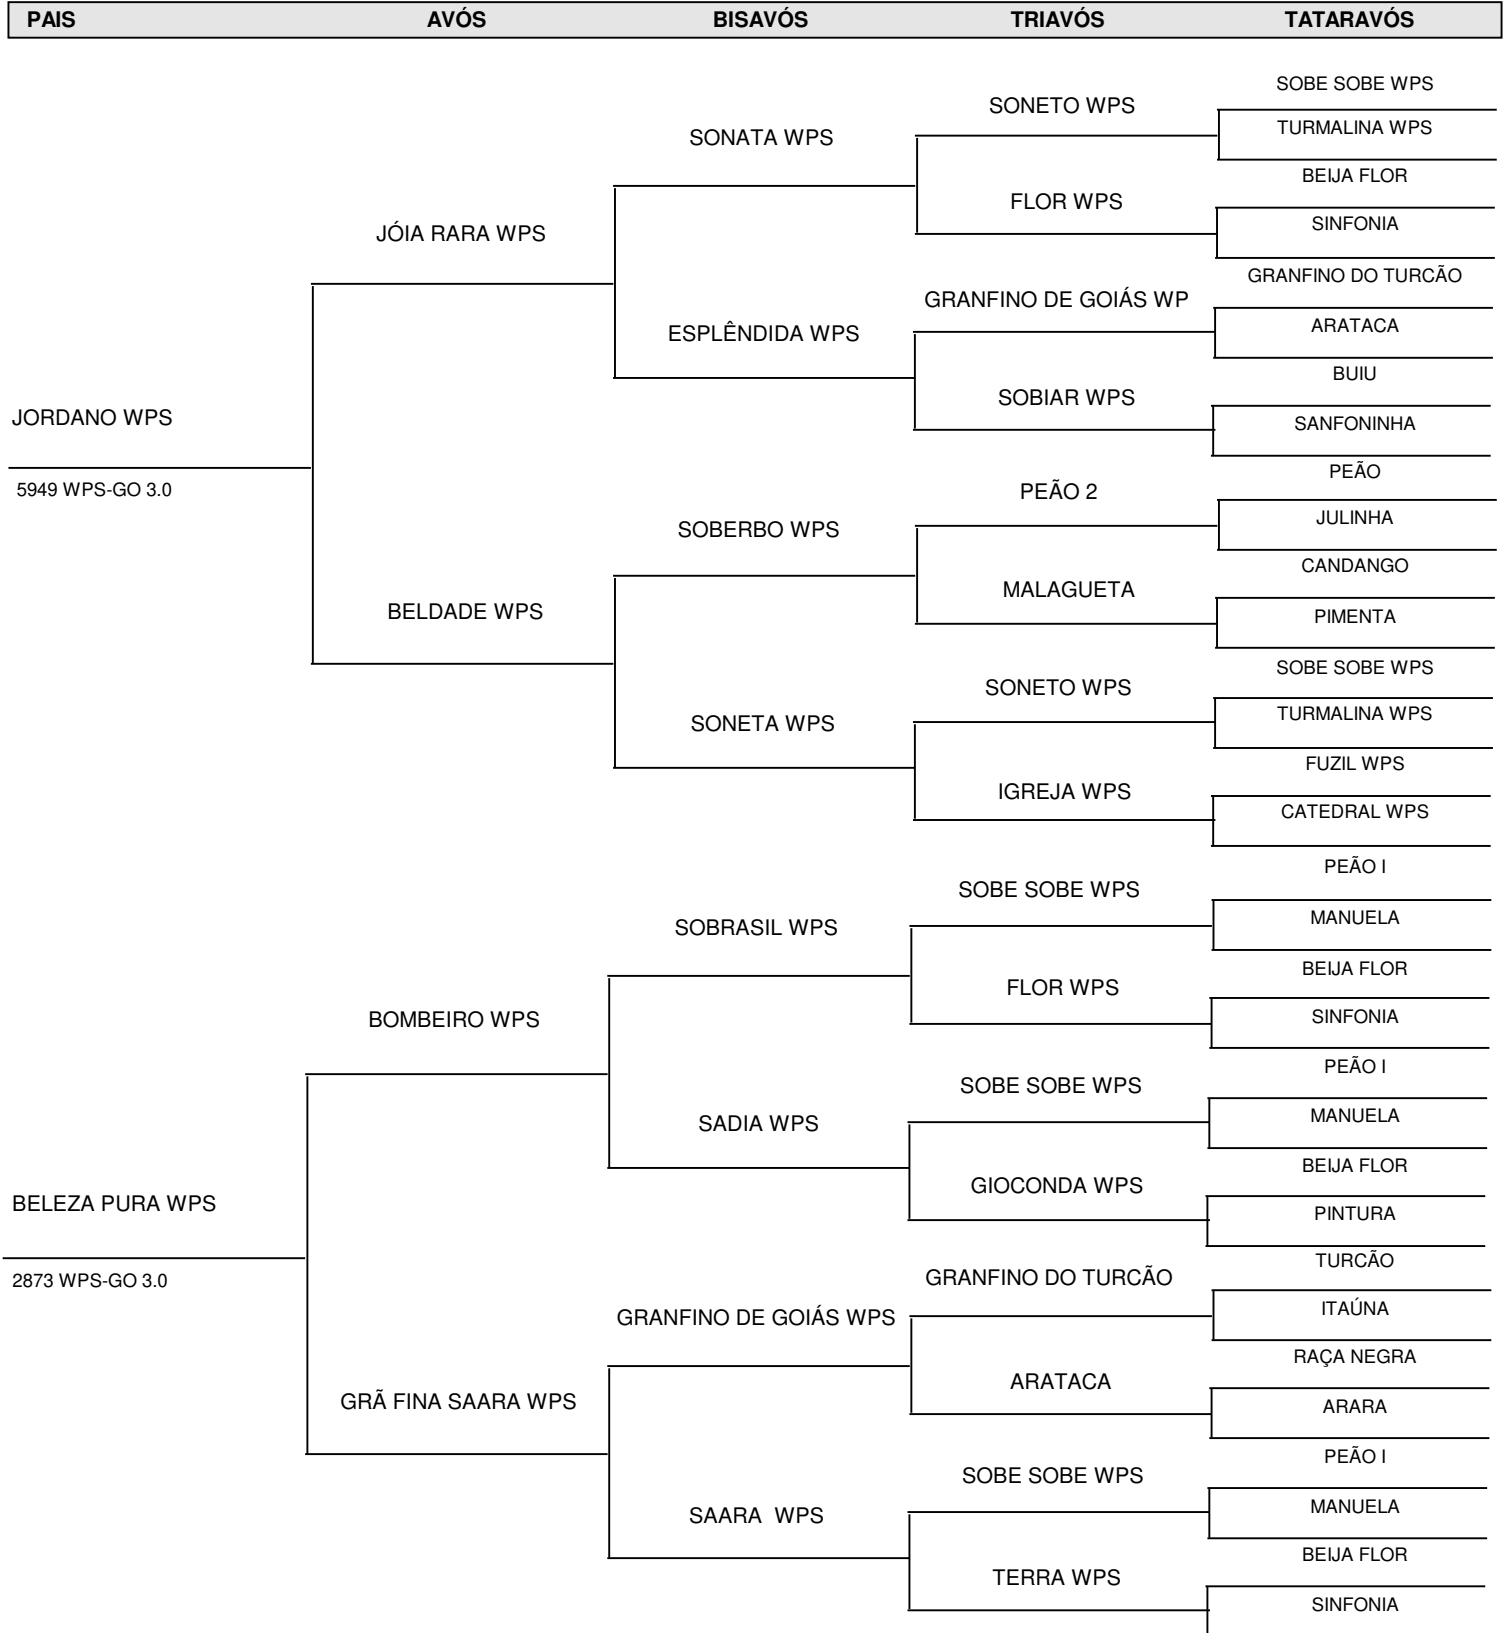 PAIS AVÓS BISAVÓS TRIAVÓS TATARAVÓS
SOBE SOBE WPS
SONETO WPS
TURMALINA WPS
SONATA WPS
BEIJA FLOR
FLOR WPS
SINFONIA
JÓIA RARA WPS
GRANFINO DO TURCÃO
GRANFINO DE GOIÁS WP
ARATACA
ESPLÊNDIDA WPS
BUIU
SOBIAR WPS
SANFONINHA
JORDANO WPS
5949 WPS-GO 3.0
PEÃO
PEÃO 2
JULINHA
SOBERBO WPS
CANDANGO
MALAGUETA
PIMENTA
BELDADE WPS
SOBE SOBE WPS
SONETO WPS
TURMALINA WPS
SONETA WPS
FUZIL WPS
IGREJA WPS
CATEDRAL WPS
PEÃO I
SOBE SOBE WPS
MANUELA
SOBRASIL WPS
BEIJA FLOR
FLOR WPS
SINFONIA
BOMBEIRO WPS
PEÃO I
SOBE SOBE WPS
MANUELA
SADIA WPS
BEIJA FLOR
GIOCONDA WPS
PINTURA
BELEZA PURA WPS
2873 WPS-GO 3.0
TURCÃO
GRANFINO DO TURCÃO
ITAÚNA
GRANFINO DE GOIÁS WPS
RAÇA NEGRA
ARATACA
ARARA
GRÃ FINA SAARA WPS
PEÃO I
SOBE SOBE WPS
MANUELA
SAARA WPS
BEIJA FLOR
TERRA WPS
SINFONIA